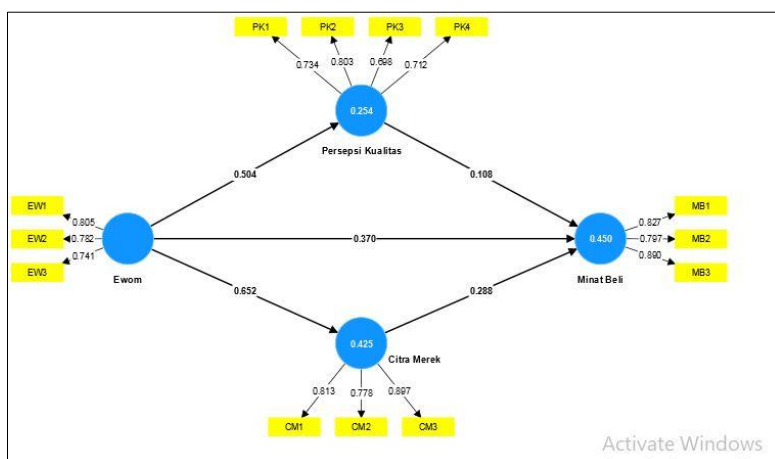 PK1 PK2 PK3 PK4
0.734 0.803 0.698 0.712
0.254
Persepsi Kualitas
0.504 0.108
EW1
EW2
EW3
0.805
0.782
0.741
Ewom
0.370
0.450
Minat Beli
0.827
0.797
0.890
MB1
MB2
MB3
0.652 0.288
0.425
Citra Merek
0.813 0.778 0.897
CM1 CM2 CM3
Activate Windows